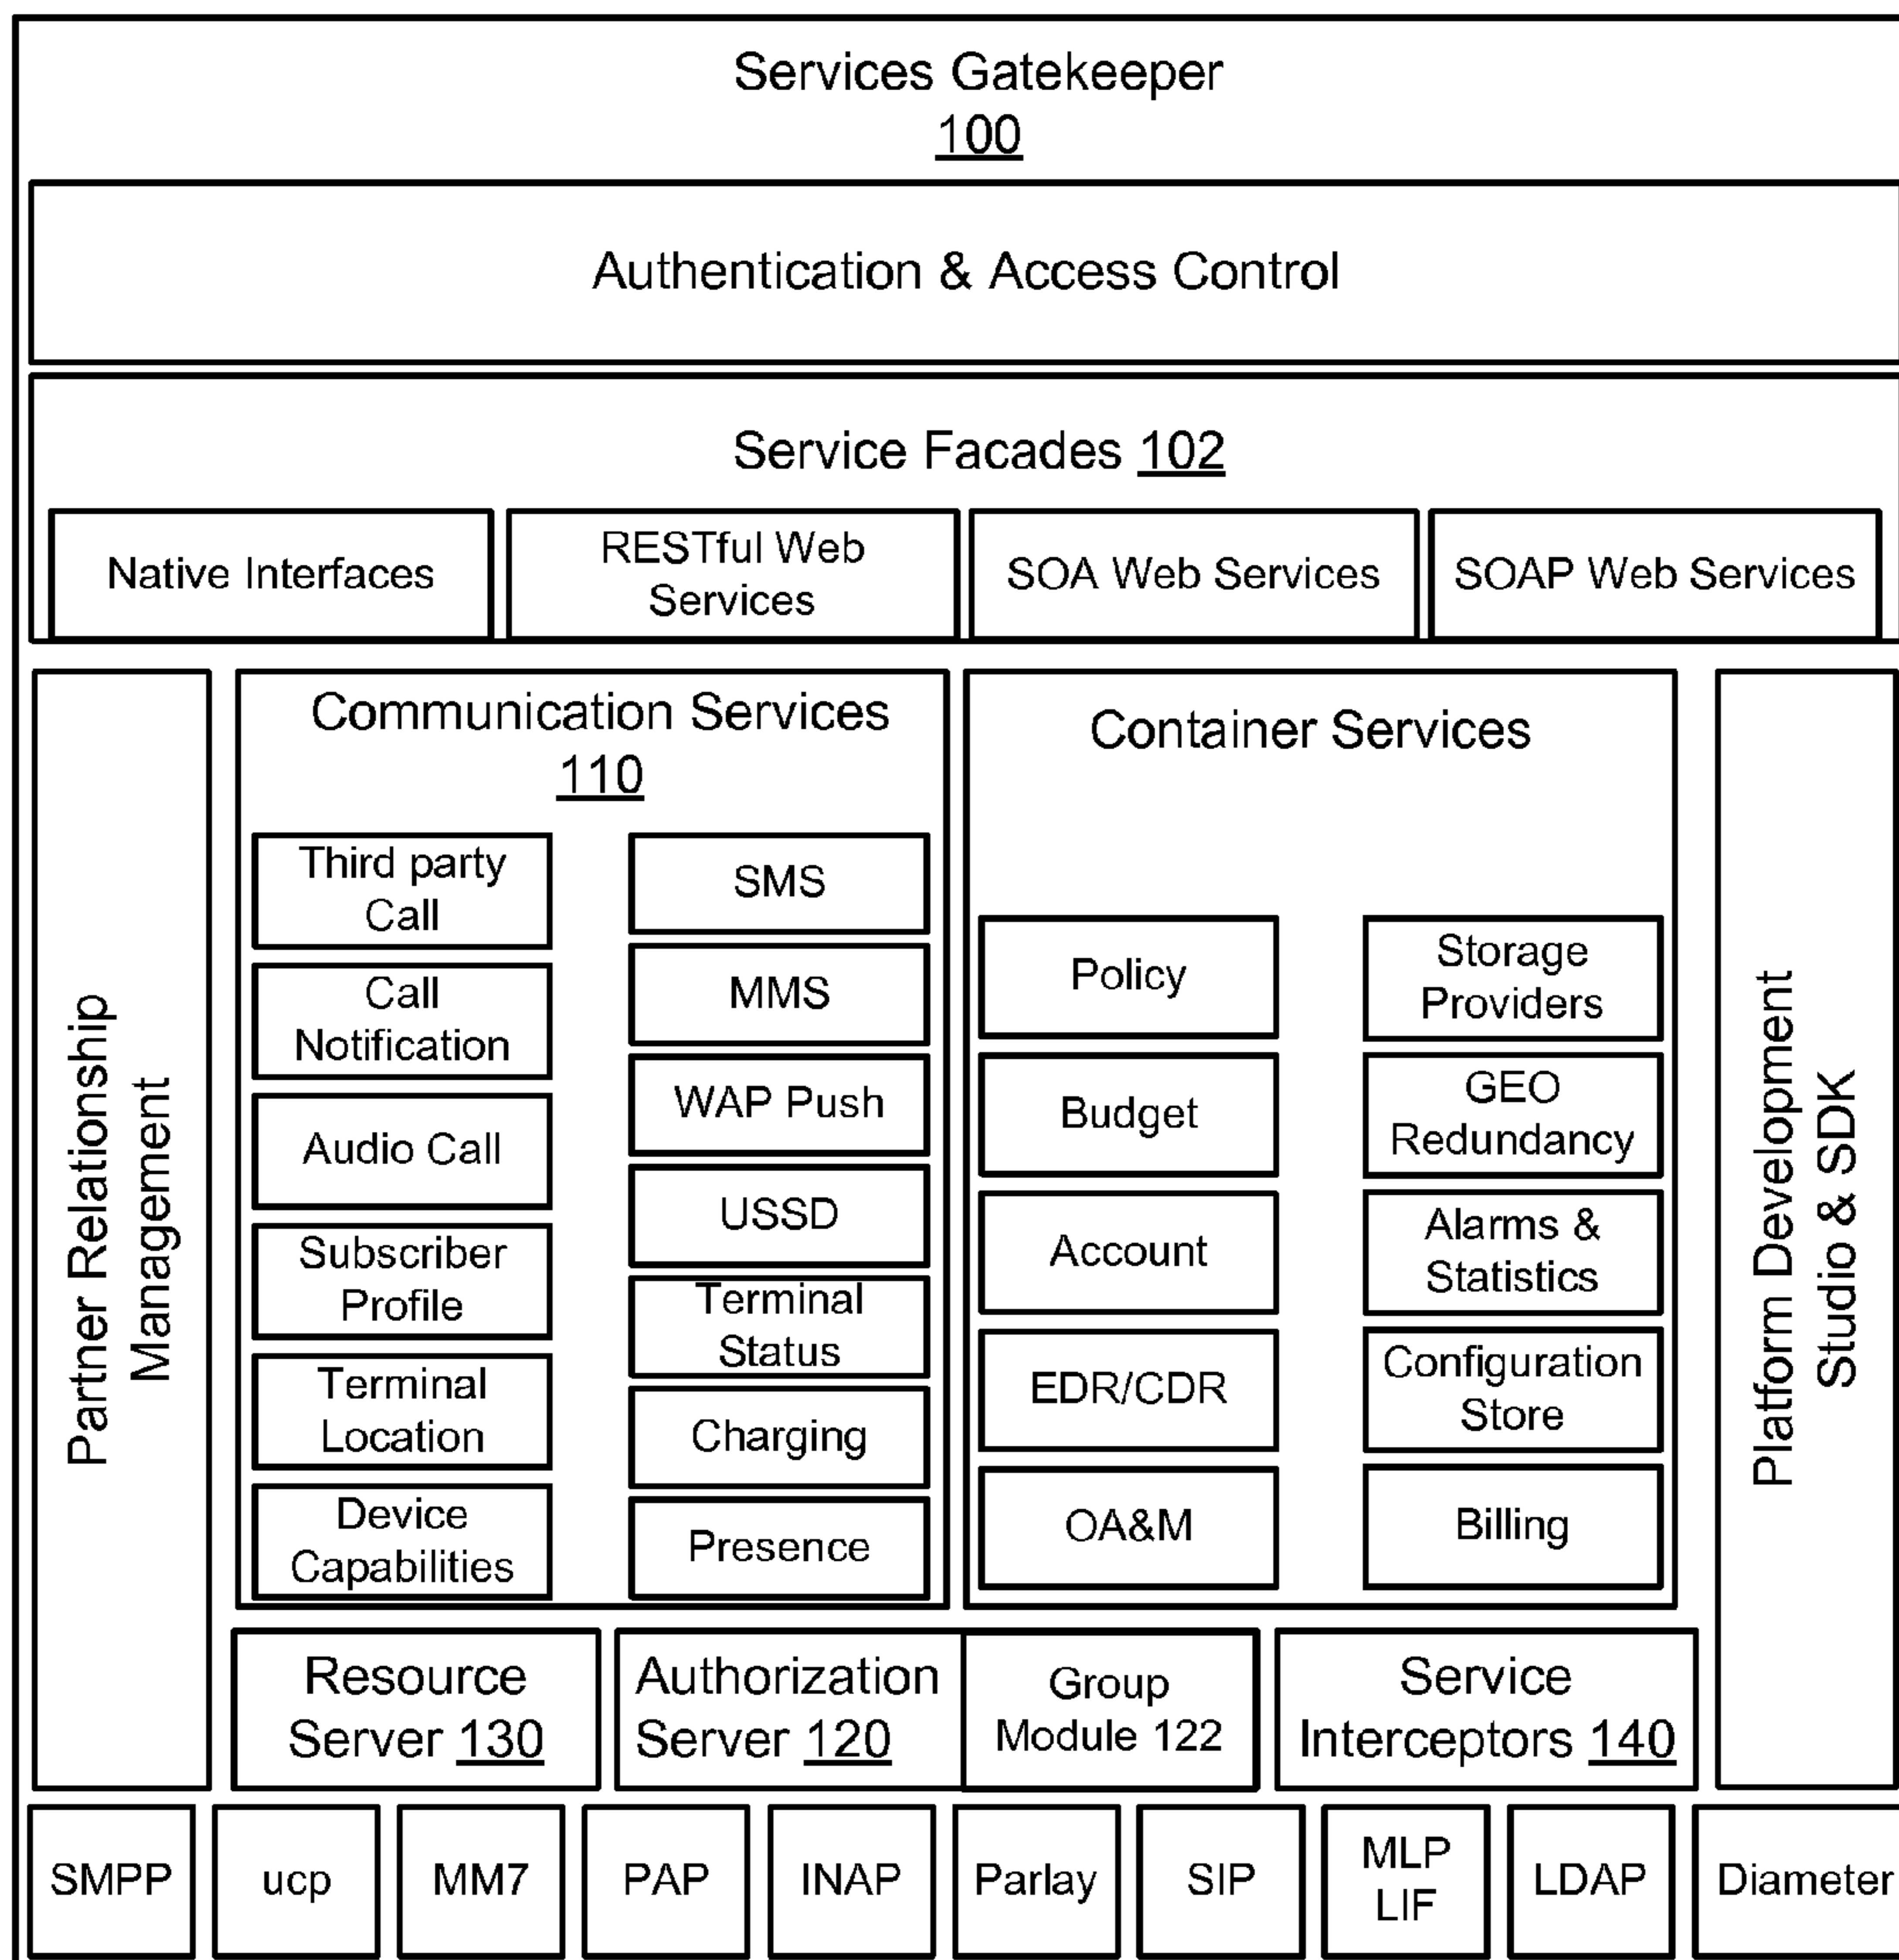 Services Gatekeeper
100
Authentication & Access Control
Service Facades 102
Native Interfaces
RESTful Web
Services
SOA Web Services
SOAP Web Services
Partner Relationship
Management
Communication Services
110
Third party
Call
Call
Notification
Audio Call
Subscriber
Profile
Terminal
Location
Device
Capabilities
SMS
MMS
WAP Push
USSD
Terminal
Status
Charging
Presence
Container Services
Policy
Budget
Account
EDR/CDR
OA&M
Storage
Providers
GEO
Redundancy
Alarms &
Statistics
Configuration
Store
Billing
Platform Development
Studio & SDK
Resource
Server 130
Authorization
Server 120
Group
Module 122
Service
Interceptors 140
SMPP
ucp
MM7
PAP
INAP
Parlay
SIP
MLP
LIF
LDAP
Diameter